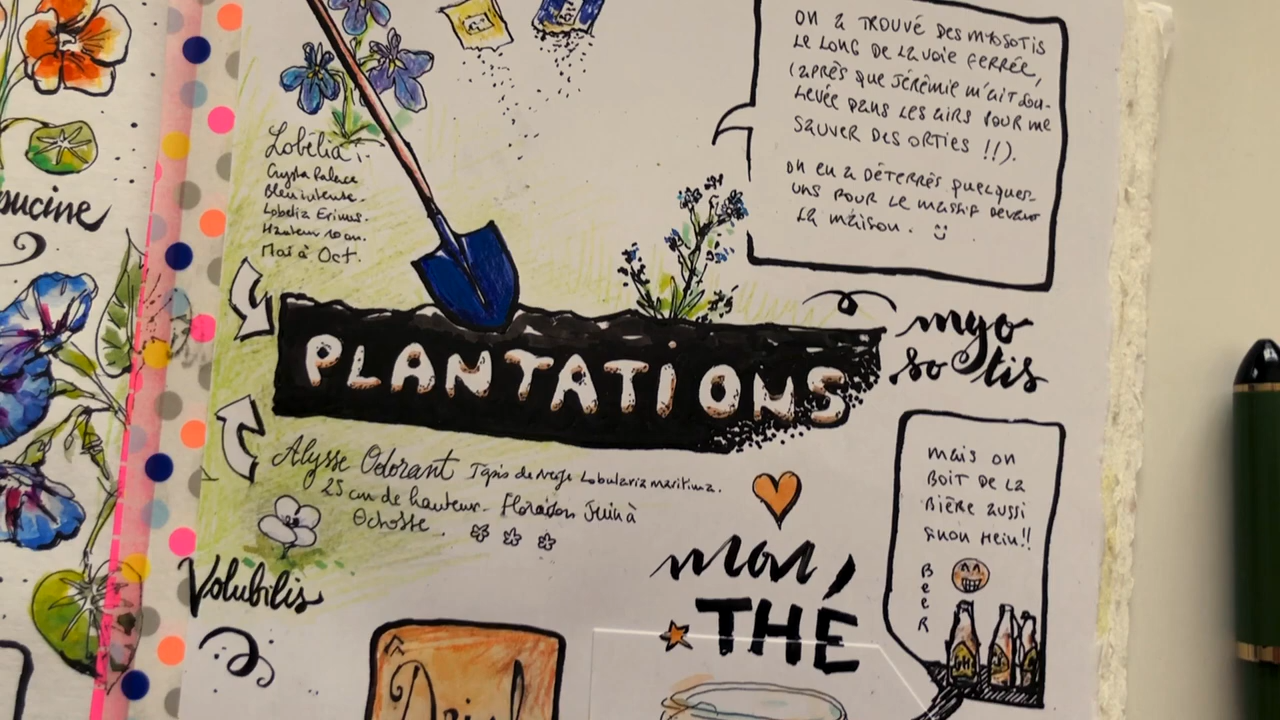 ON A TROUVÉ DES MYOSOTIS
LE LONG DE LA VOIE FERRÉE,
(APRÈS QUE JÉRÉMIE M'AIT SOU-
LEVÉE DANS LES AIRS POUR ME
SAUVER DES ORTIES !!).
ON EN A DÉTERRÉS QUELQUES-
UNS POUR LE MASSIF DEVANT
LA MAISON.
Lobélia :
Crystal Palace
Bleu intense.
Lobelia Erinus.
Hauteur 10 cm.
Mai à Oct.
pucine
PLANTATIONS
myo
sotis
Alysse Odorant Tapis de neige Lobularia maritima.
25 cm de hauteur. Floraison Juin à
Octobre.
Volubilis
mon
THÉ
MAIS ON
BOIT DE LA
BIÈRE AUSSI
SINON HEIN!!
BEER